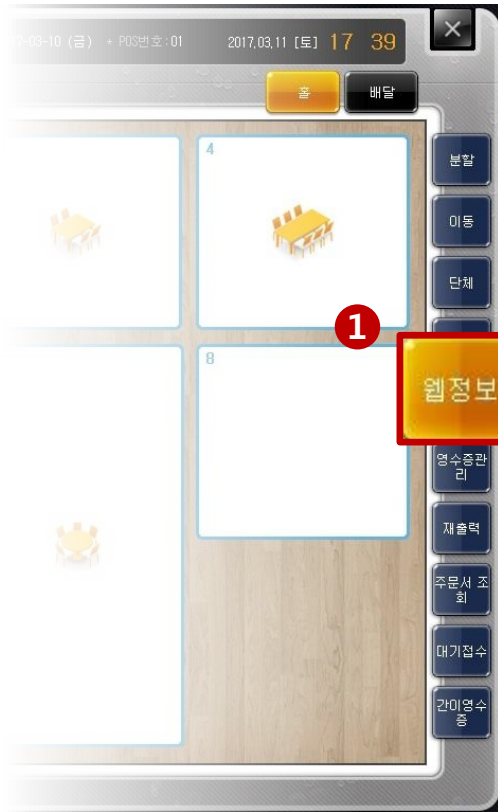 -03-10 (금) + POS번호:01 2017,03,11 [토] 17 39
홀 배달
4
분할
이동
단체
1
8
웹정보
영수증관
리
재출력
주문서 조
회
대기접수
간이영수
증